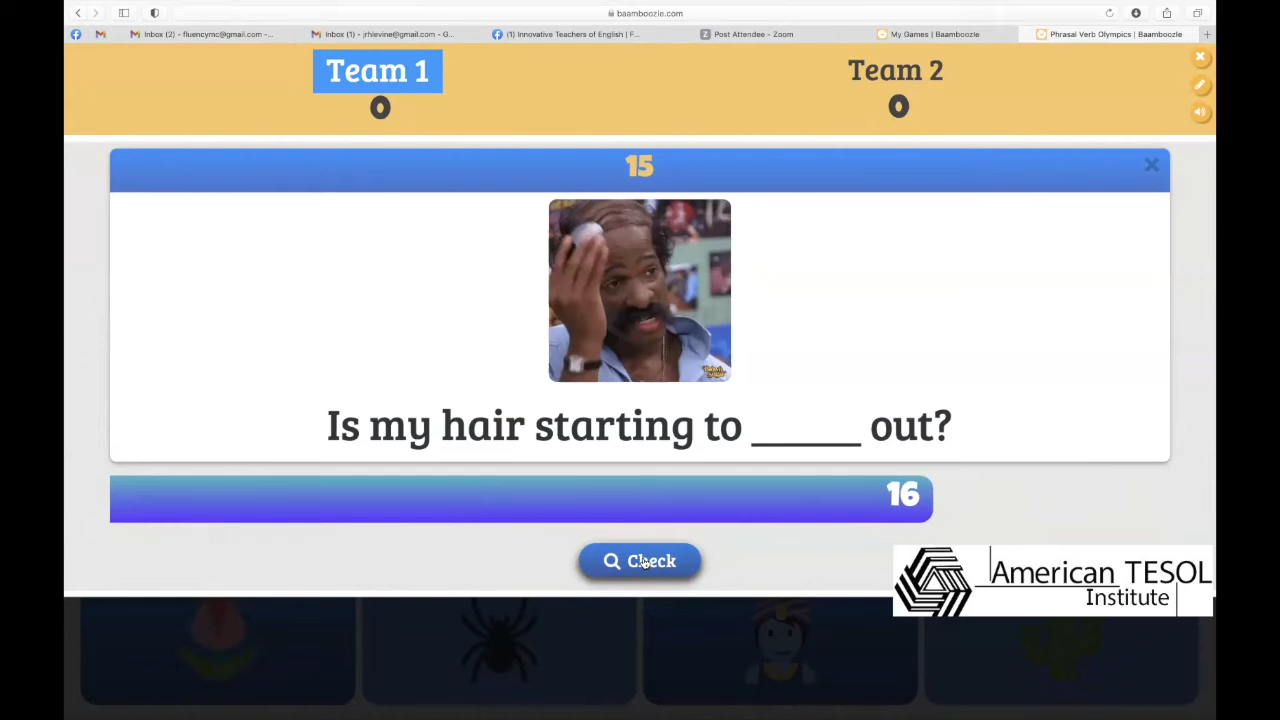 baamboozle.com
Inbox (2) - fluencymc@gmail.com -...
Inbox (1) - jrhlevine@gmail.com - G...
(1) Innovative Teachers of English | F...
Z Post Attendee - Zoom
My Games | Baamboozle
Phrasal Verb Olympics | Baamboozle
Team 1
0
Team 2
0
15
Is my hair starting to ______ out?
16
Check
American TESOL
Institute